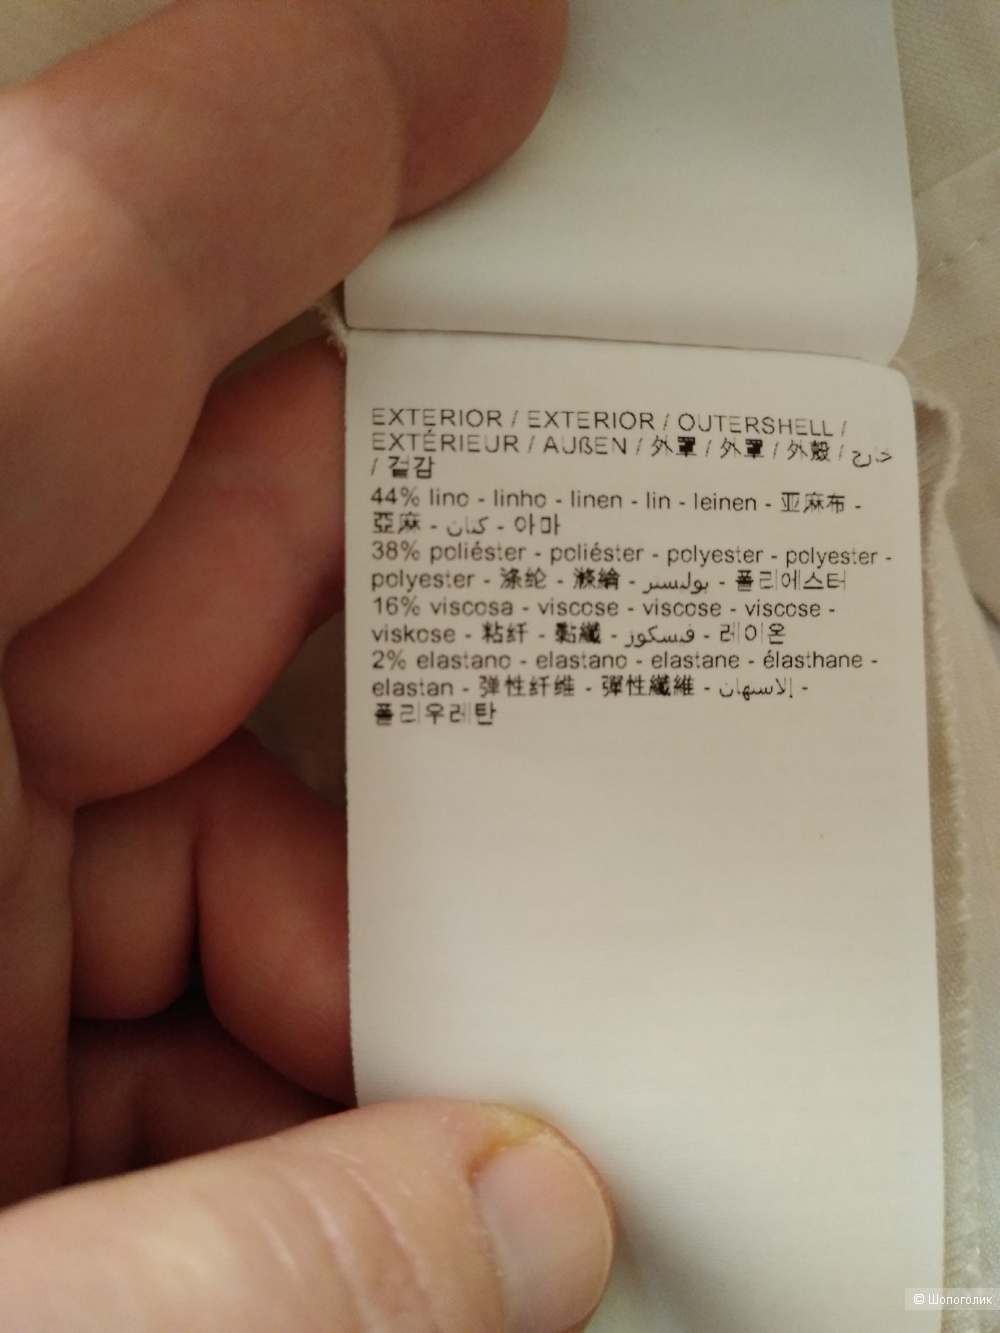 EXTERIOR / EXTERIOR / OUTERSHELL /
EXTÉRIEUR / AUßEN / 外罩 / 外罩 / 外殼 / خارج
/ 겉감
44% lino - linho - linen - lin - leinen - 亚麻布 -
亞麻 - كتان - 아마
38% poliéster - poliéster - polyester - polyester -
polyester - 涤纶 - 滌綸 - بوليستر - 폴리에스터
16% viscosa - viscose - viscose - viscose -
viskose - 粘纤 - 黏纖 - فسكوز - 레이온
2% elastano - elastano - elastane - élasthane -
elastan - 弹性纤维 - 彈性纖維 - إلاستهان -
폴리우레탄
© Шопоголик